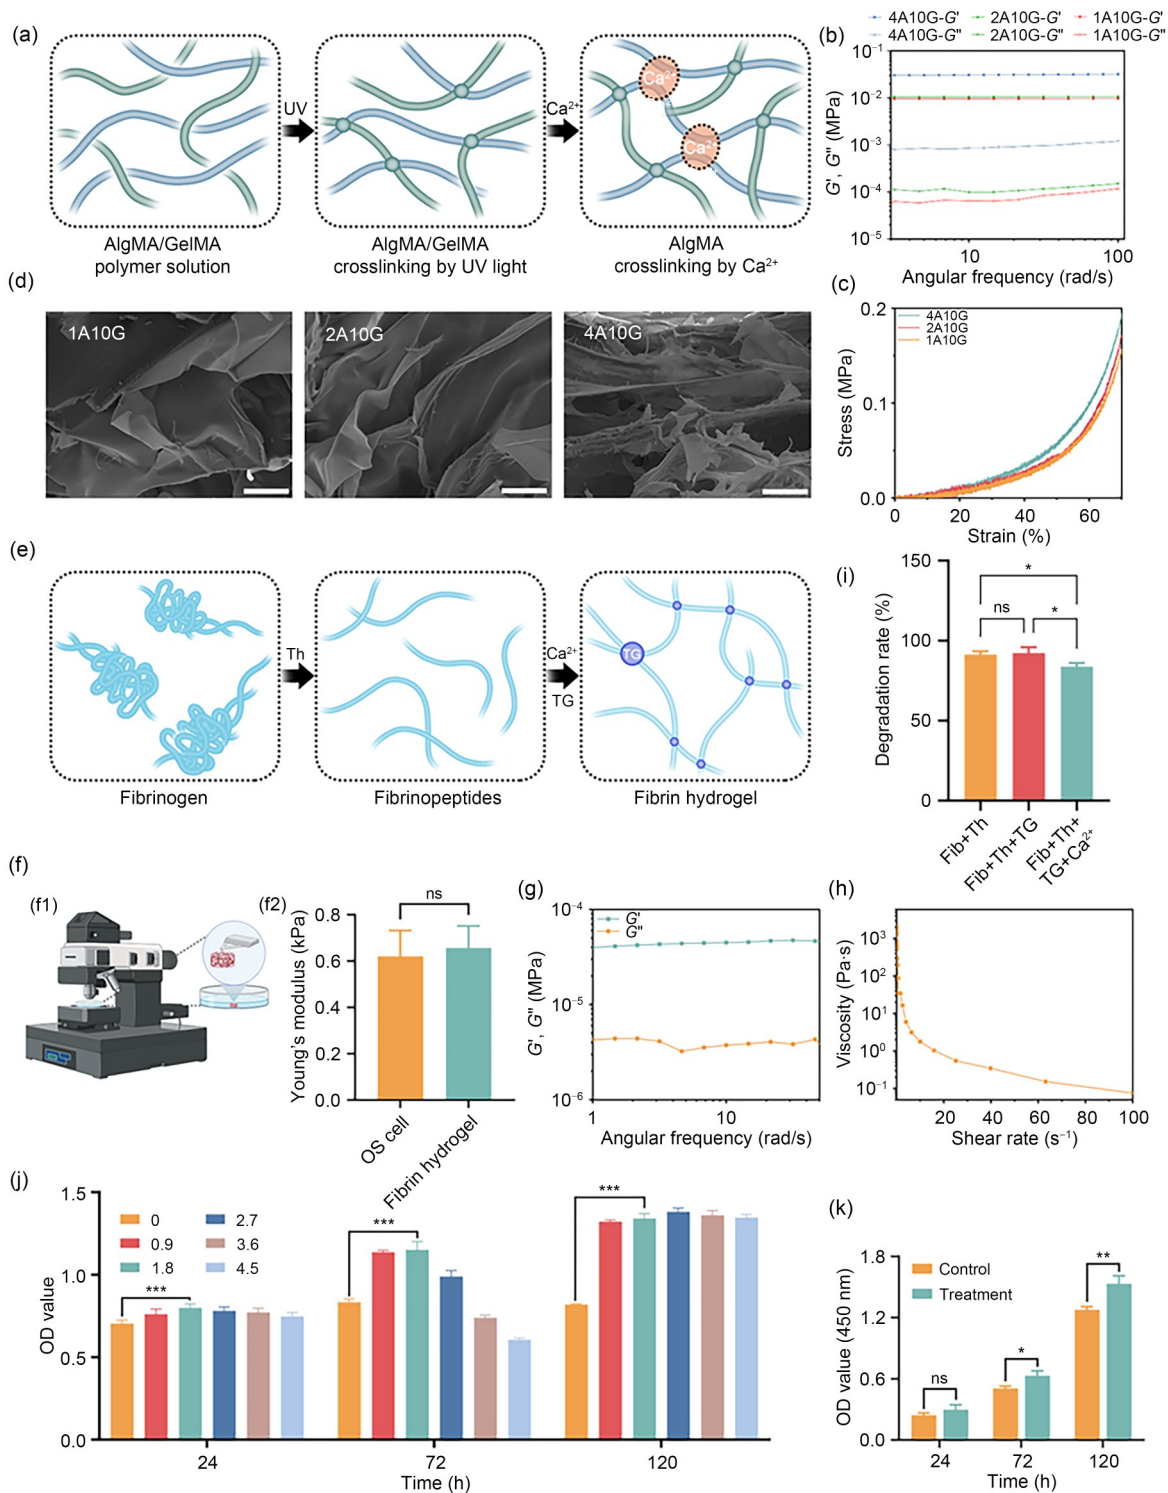 (a)
UV
Ca²⁺
Ca²⁺
Ca²⁺
AlgMA/GelMA
polymer solution
AlgMA/GelMA
crosslinking by UV light
AlgMA
crosslinking by Ca²⁺
(b)
4A10G-G' 2A10G-G' 1A10G-G'
4A10G-G" 2A10G-G" 1A10G-G"
G', G" (MPa)
10⁻¹
10⁻²
10⁻³
10⁻⁴
10⁻⁵
10 100
Angular frequency (rad/s)
(d)
1A10G
2A10G
4A10G
(c)
4A10G
2A10G
1A10G
Stress (MPa)
0.2
0.1
0.0
0 20 40 60
Strain (%)
(e)
Th
Ca²⁺
TG
TG
Fibrinogen
Fibrinopeptides
Fibrin hydrogel
(i)
Degradation rate (%)
150
100
50
0
*
ns
*
Fib+Th
Fib+Th+TG
Fib+Th+
TG+Ca²⁺
(f)
(f1)
(f2)
Young's modulus (kPa)
0.8
0.6
0.4
0.2
0.0
ns
OS cell
Fibrin hydrogel
(g)
G'
G"
G', G" (MPa)
10⁻⁴
10⁻⁵
10⁻⁶
1 10
Angular frequency (rad/s)
(h)
Viscosity (Pa·s)
10³
10²
10¹
10⁰
10⁻¹
20 40 60 80 100
Shear rate (s⁻¹)
(j)
OD value
1.5
1.0
0.5
0.0
0 2.7
0.9 3.6
1.8 4.5
***
***
***
24 72 120
Time (h)
(k)
OD value (450 nm)
1.8
1.2
0.6
0.0
Control
Treatment
ns
*
**
24 72 120
Time (h)